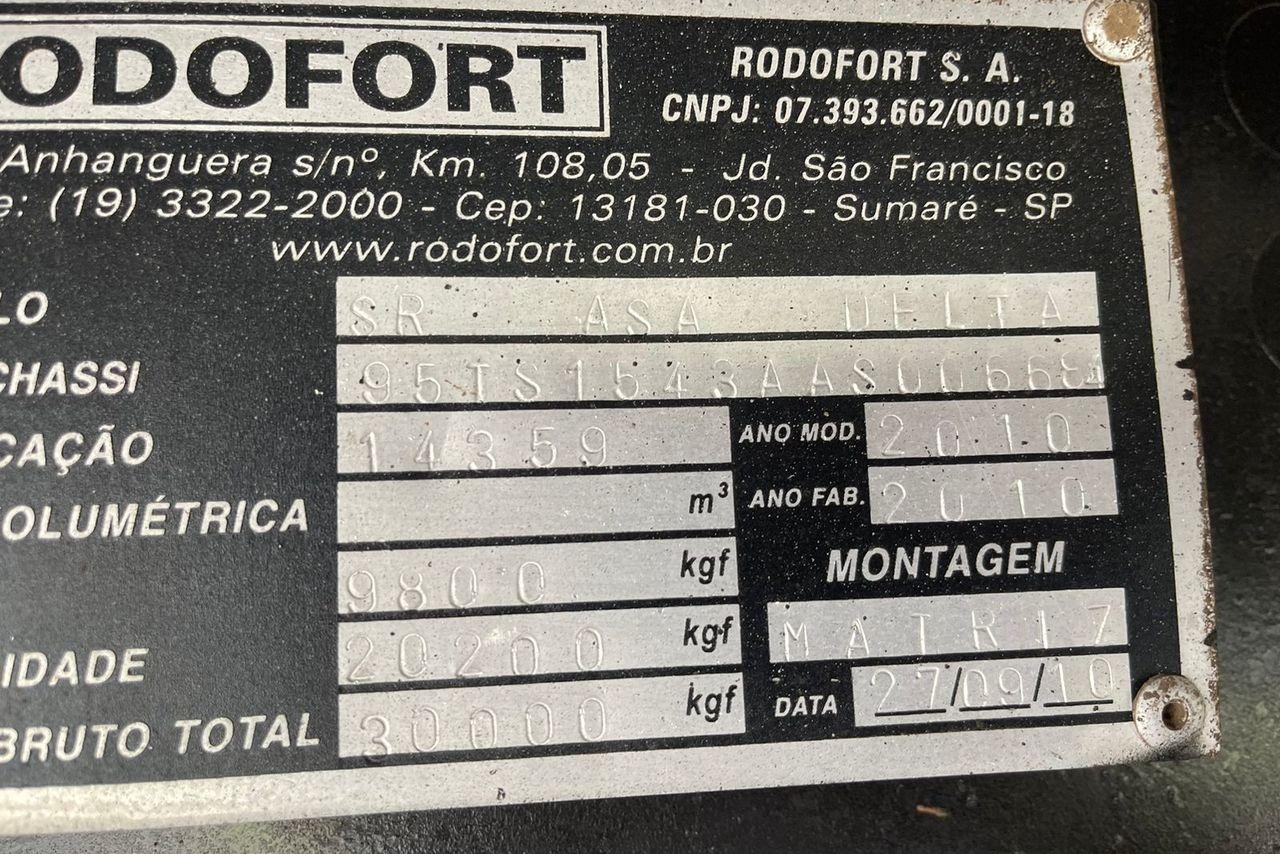 RODOFORT
RODOFORT S. A.
CNPJ: 07.393.662/0001-18
Anhanguera s/nº, Km. 108,05 - Jd. São Francisco
e: (19) 3322-2000 - Cep: 13181-030 - Sumaré - SP
www.rodofort.com.br
LO SR ASA DELTA
CHASSI
CAÇÃO 14359 ANO MOD. 2010
OLUMÉTRICA m³ ANO FAB. 2010
9800 kgf MONTAGEM
IDADE 20200 kgf MATRIZ
BRUTO TOTAL 30000 kgf DATA 27/09/10